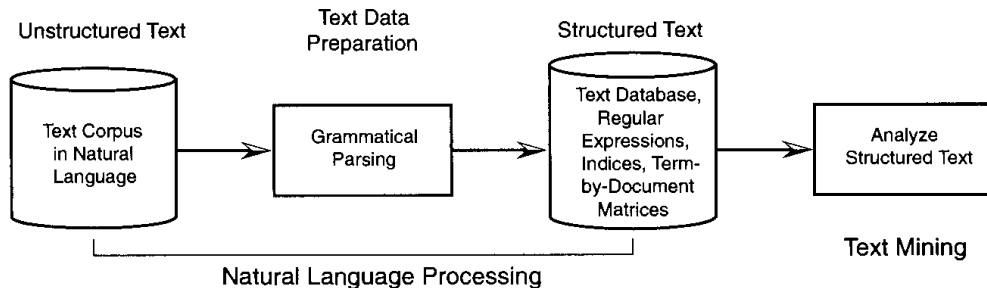 Unstructured Text
Text Data
Preparation
Structured Text
Text Corpus
in Natural
Language
Grammatical
Parsing
Text Database,
Regular
Expressions,
Indices, Term-
by-Document
Matrices
Analyze
Structured Text
Natural Language Processing
Text Mining